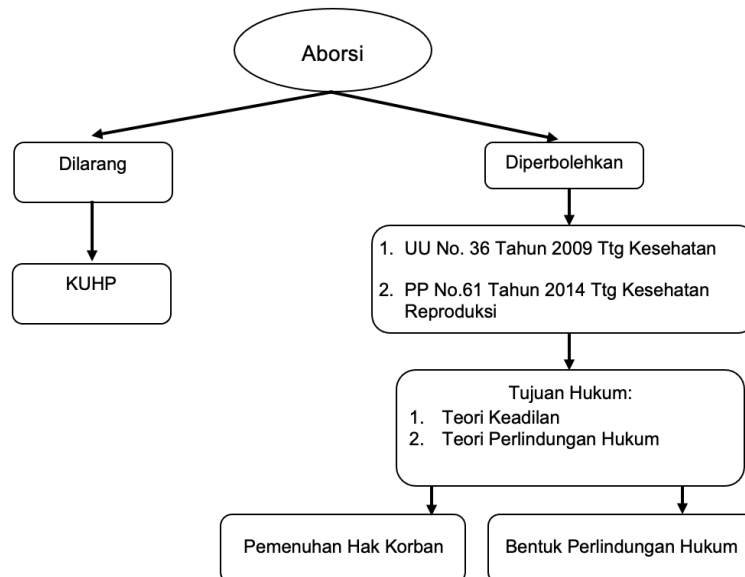 Aborsi
Dilarang
Diperbolehkan
KUHP
1. UU No. 36 Tahun 2009 Ttg Kesehatan
2. PP No.61 Tahun 2014 Ttg Kesehatan
Reproduksi
Tujuan Hukum:
1. Teori Keadilan
2. Teori Perlindungan Hukum
Pemenuhan Hak Korban
Bentuk Perlindungan Hukum